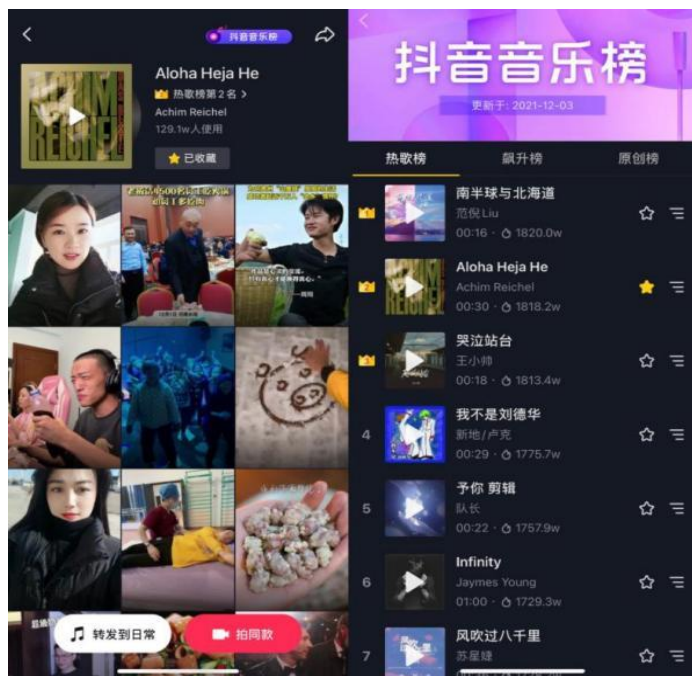 抖音音乐榜
Aloha Heja He
热歌榜第2名
Achim Reichel
129.1w人使用
已收藏
ACHIM
REICHEL
转发到日常
拍同款
抖音音乐榜
更新于: 2021-12-03
热歌榜
飙升榜
原创榜
南半球与北海道
范倪Liu
00:16 · 1820.0w
2
Aloha Heja He
Achim Reichel
00:30 · 1818.2w
哭泣站台
王小帅
00:18 · 1813.4w
4
我不是刘德华
新地/卢克
00:29 · 1775.7w
5
予你 剪辑
队长
00:22 · 1757.9w
6
Infinity
Jaymes Young
01:00 · 1729.3w
7
风吹过八千里
苏星婕